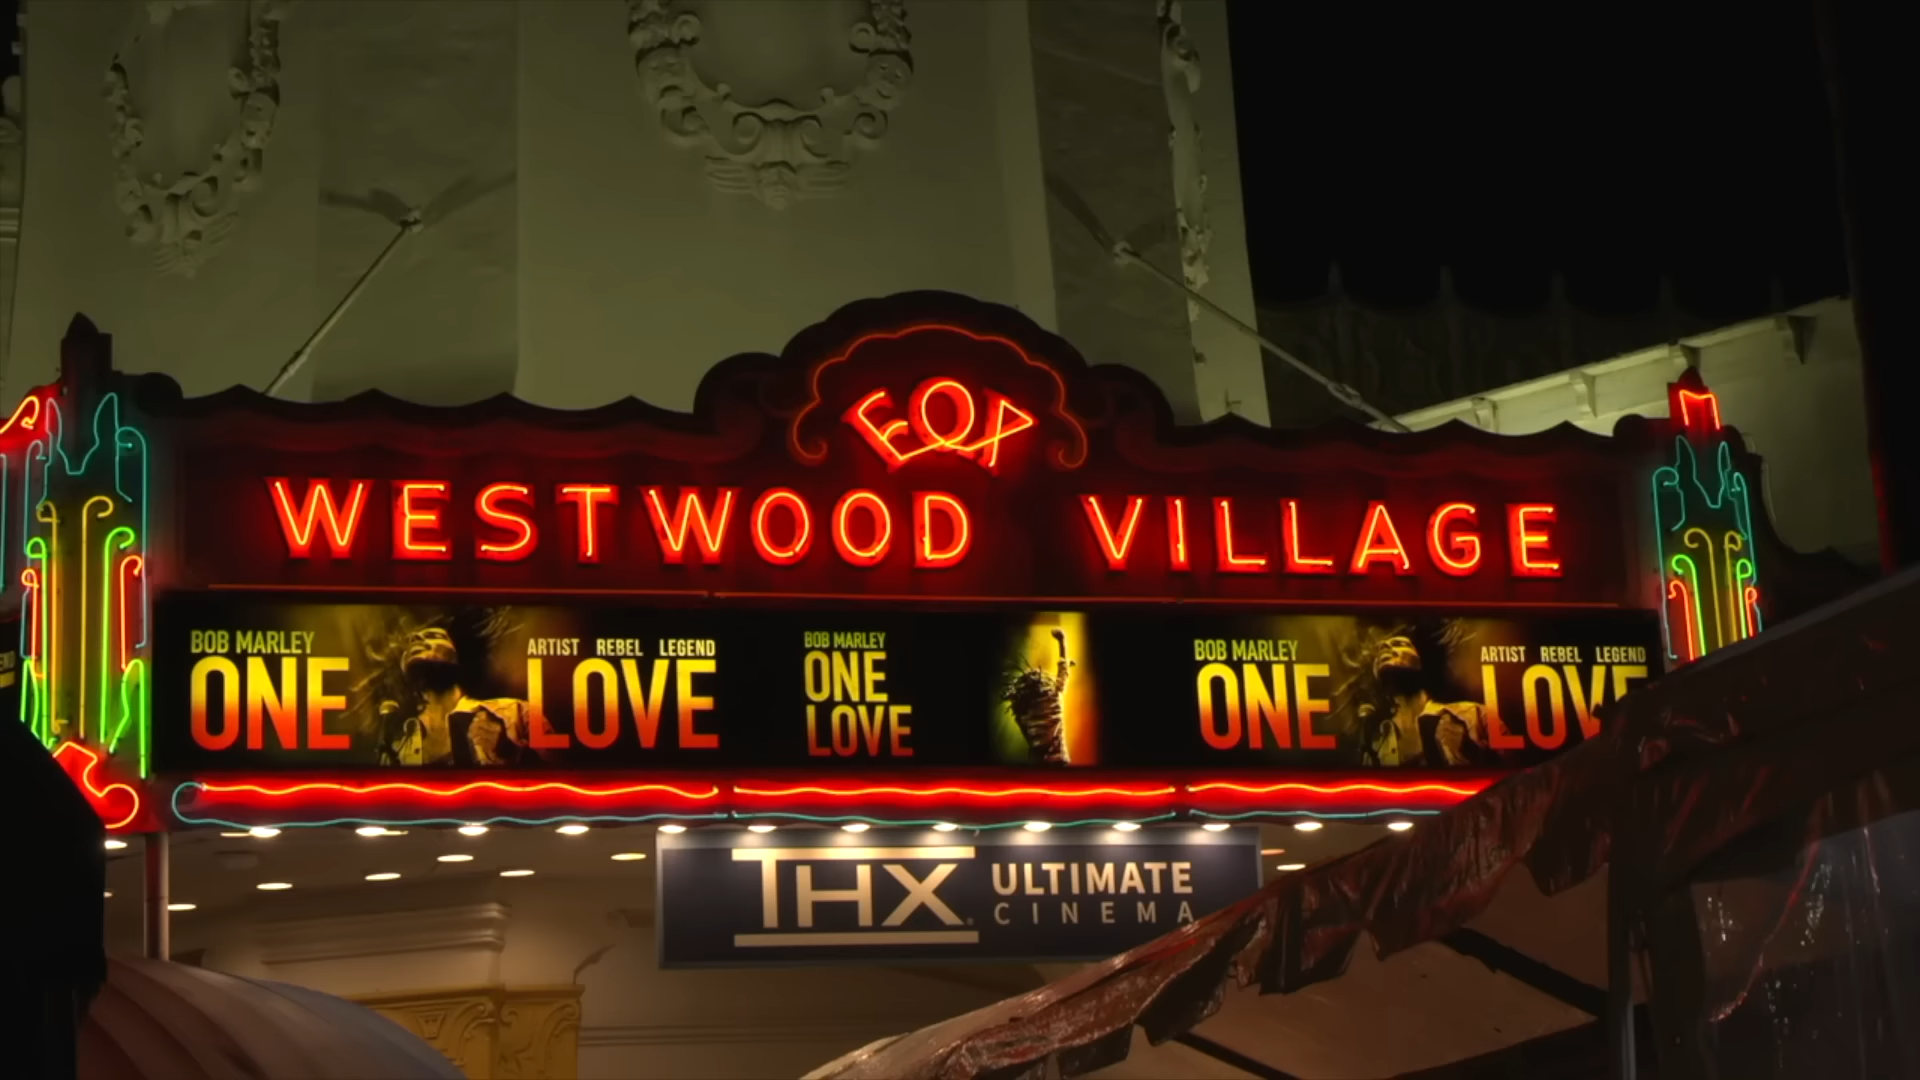 FOX
WESTWOOD VILLAGE
BOB MARLEY
ONE LOVE
ARTIST REBEL LEGEND
BOB MARLEY
ONE
LOVE
BOB MARLEY
ONE LOVE
ARTIST REBEL LEGEND
THX ULTIMATE
CINEMA